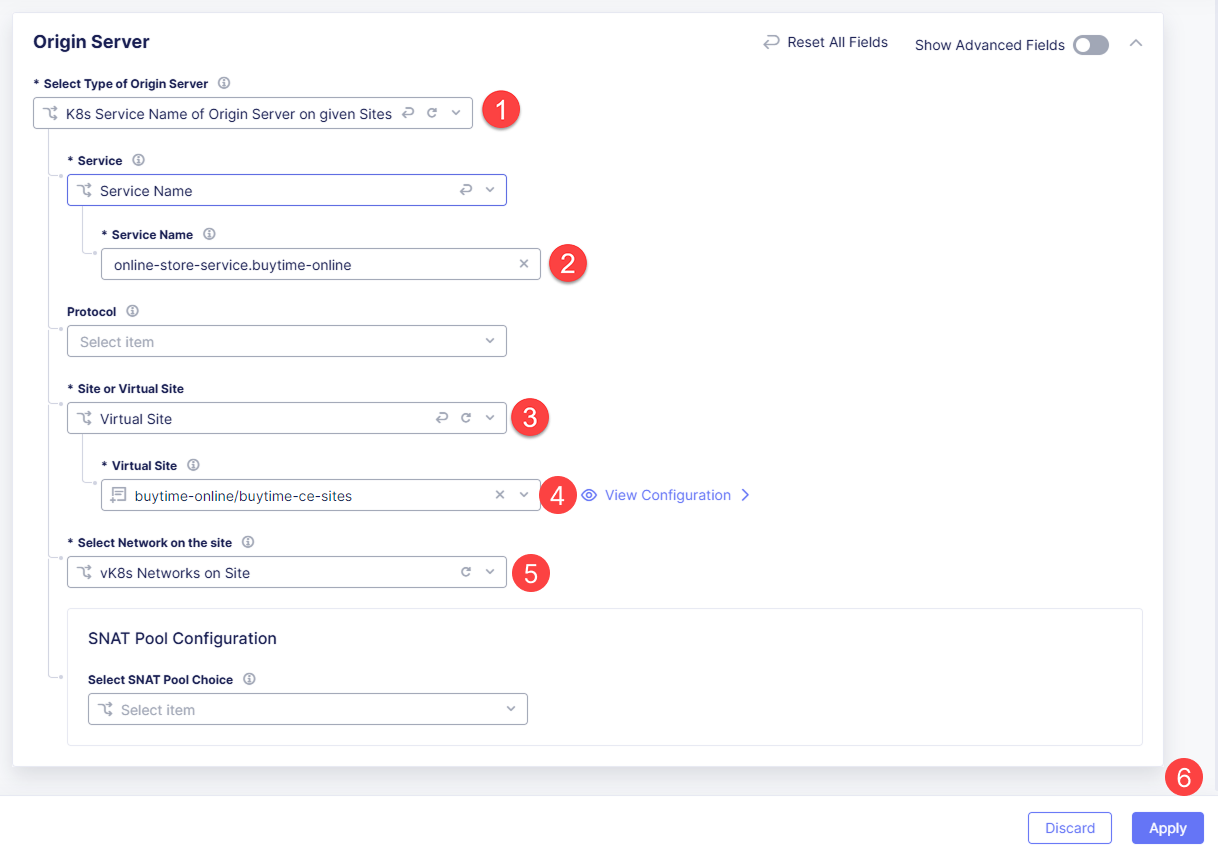 Origin Server
Reset All Fields
Show Advanced Fields
* Select Type of Origin Server
K8s Service Name of Origin Server on given Sites
1
* Service
Service Name
* Service Name
online-store-service.buytime-online
2
Protocol
Select item
* Site or Virtual Site
Virtual Site
3
* Virtual Site
buytime-online/buytime-ce-sites
4
View Configuration
* Select Network on the site
vK8s Networks on Site
5
SNAT Pool Configuration
Select SNAT Pool Choice
Select item
6
Discard
Apply